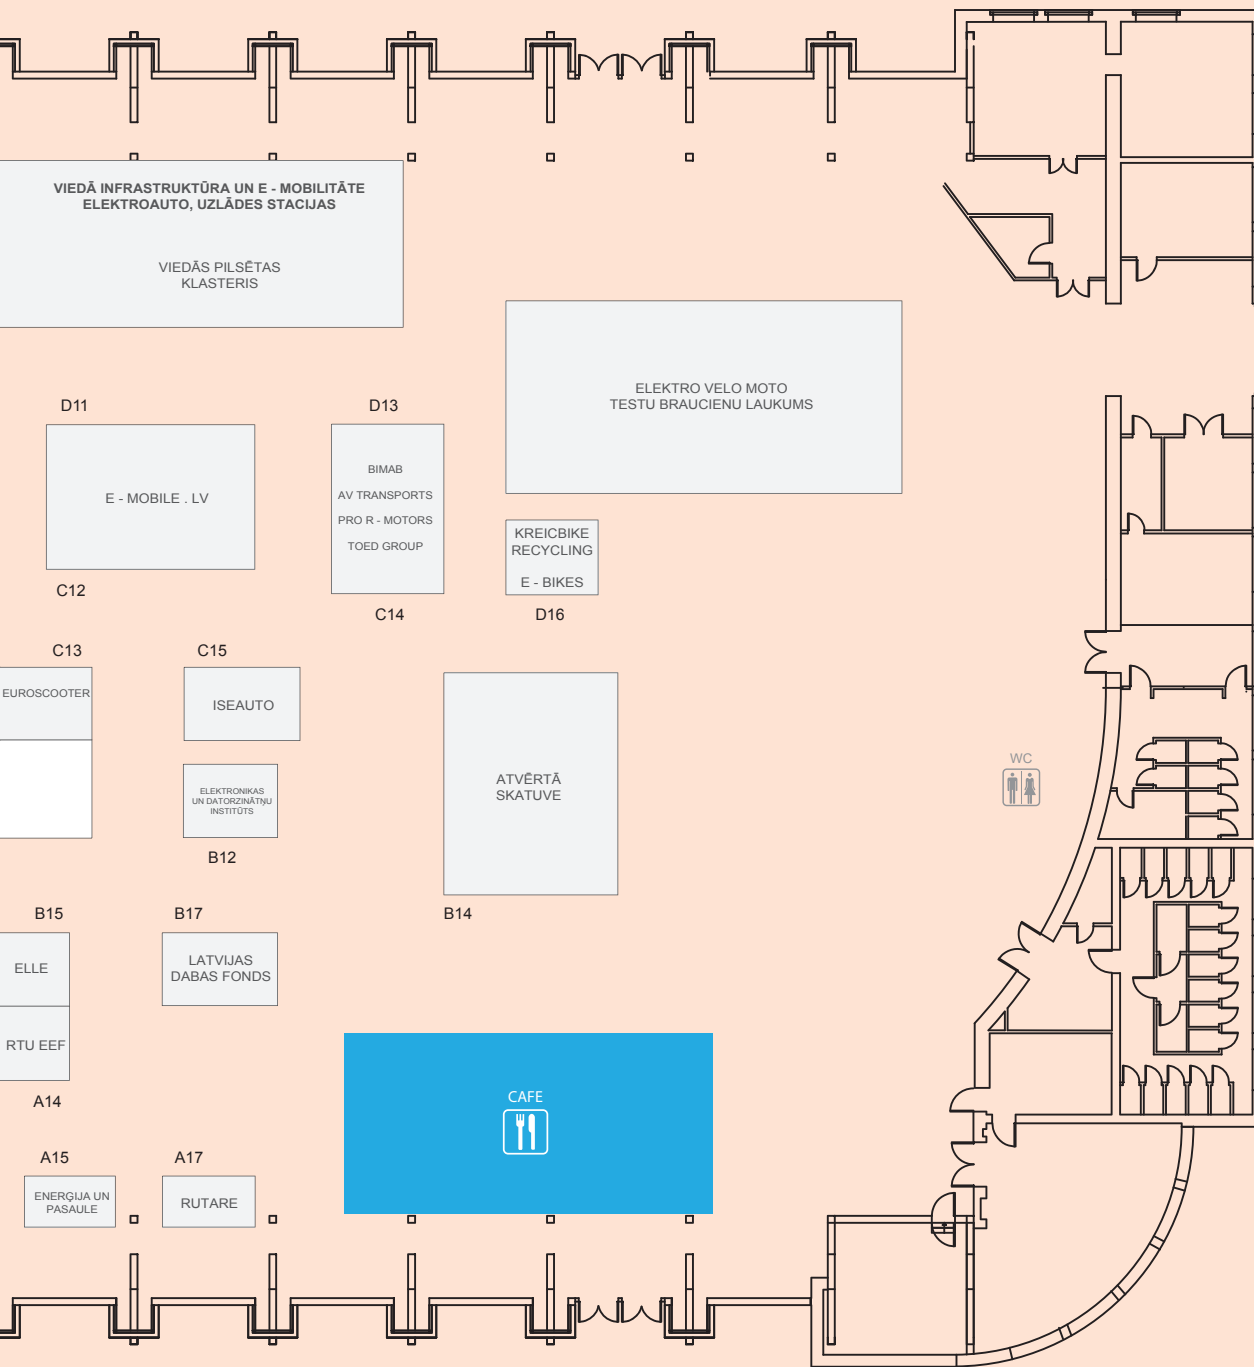 VIEDĀ INFRASTRUKTŪRA UN E - MOBILITĀTE
ELEKTROAUTO, UZLĀDES STACIJAS
VIEDĀS PILSĒTAS
KLASTERIS
ELEKTRO VELO MOTO
TESTU BRAUCIENU LAUKUMS
D11
D13
E - MOBILE . LV
BIMAB
AV TRANSPORTS
PRO R - MOTORS
TOED GROUP
KREICBIKE
RECYCLING
E - BIKES
C12
C14
D16
C13
C15
EUROSCOOTER
ISEAUTO
ATVĒRTĀ
SKATUVE
WC
ELEKTRONIKAS
UN DATORZINĀTŅU
INSTITŪTS
B12
B15
B17
B14
ELLE
LATVIJAS
DABAS FONDS
RTU EEF
A14
CAFE
A15
A17
ENERĢIJA UN
PASAULE
RUTARE